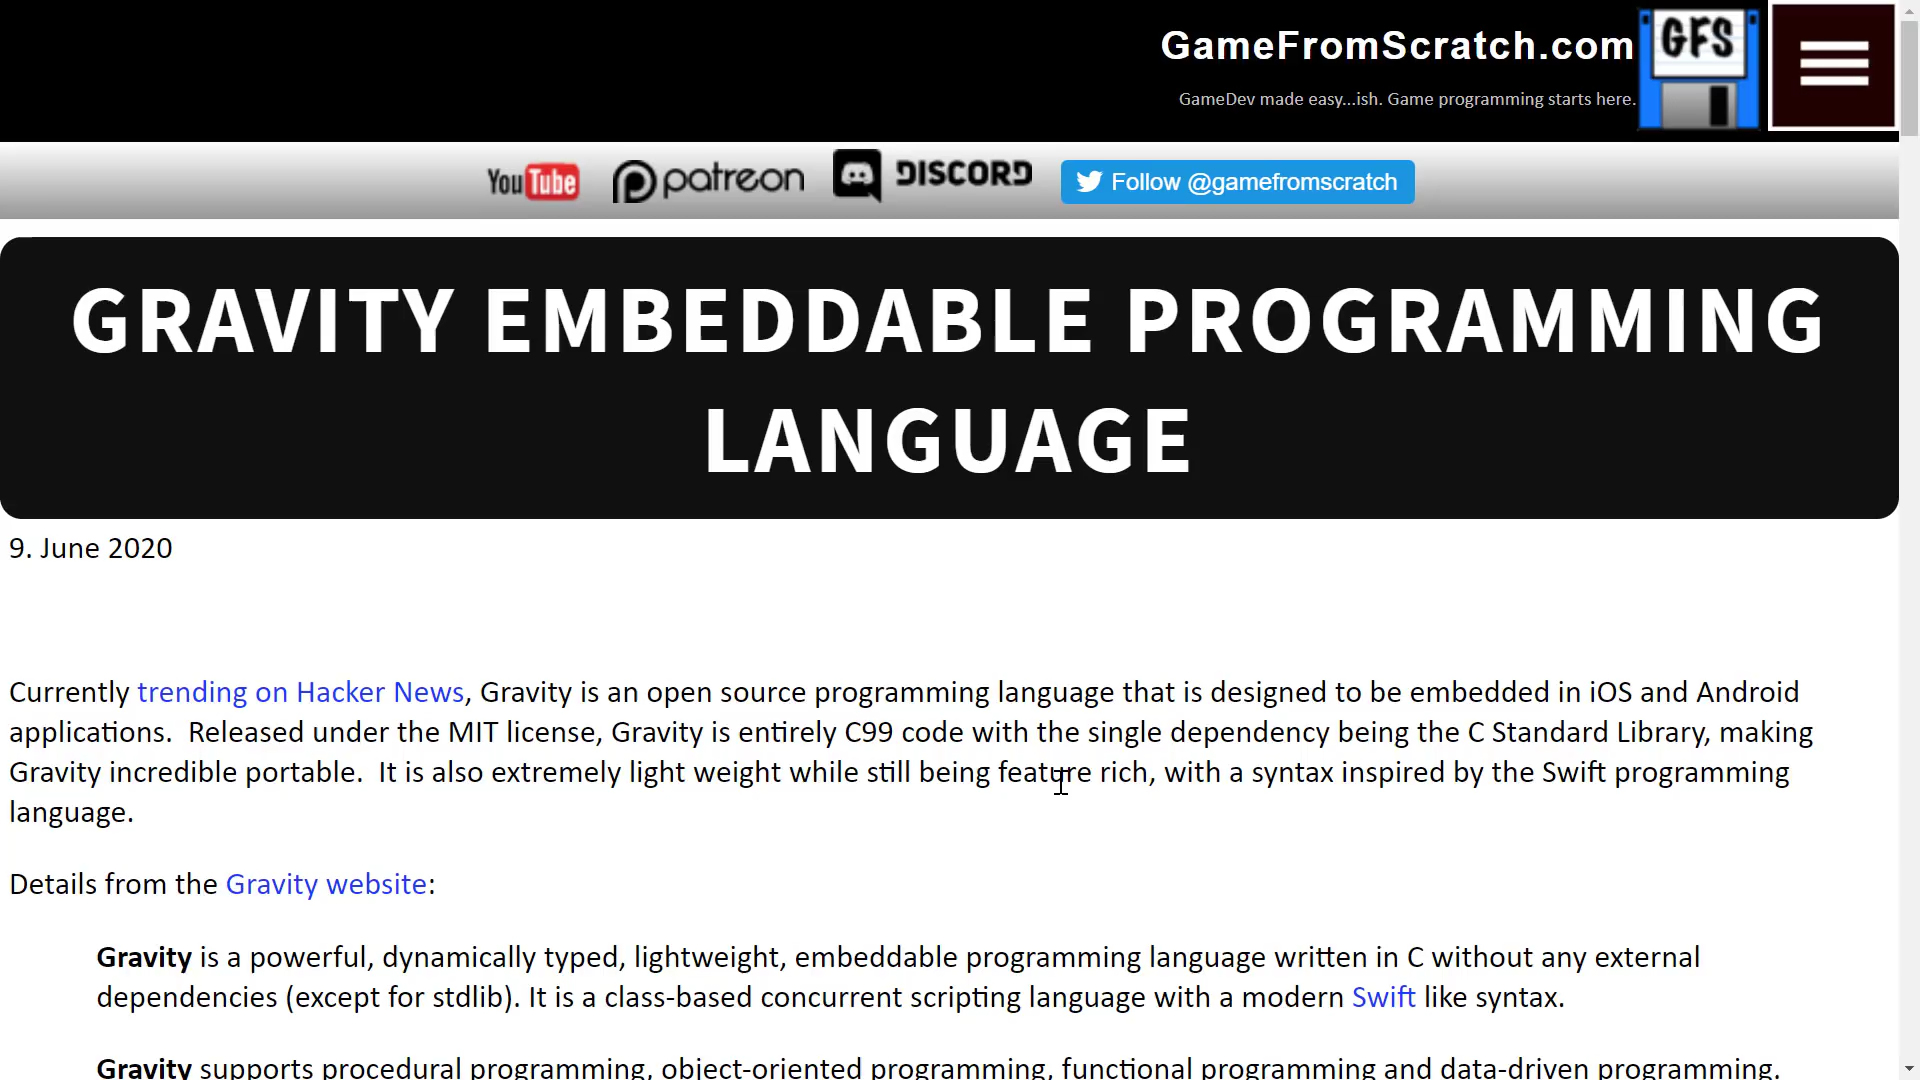 GameFromScratch.com
GFS
GameDev made easy...ish. Game programming starts here.
YouTube patreon DISCORD Follow @gamefromscratch
GRAVITY EMBEDDABLE PROGRAMMING
LANGUAGE
9. June 2020
Currently trending on Hacker News, Gravity is an open source programming language that is designed to be embedded in iOS and Android
applications.  Released under the MIT license, Gravity is entirely C99 code with the single dependency being the C Standard Library, making
Gravity incredible portable.  It is also extremely light weight while still being feature rich, with a syntax inspired by the Swift programming
language.
Details from the Gravity website:
Gravity is a powerful, dynamically typed, lightweight, embeddable programming language written in C without any external
dependencies (except for stdlib). It is a class-based concurrent scripting language with a modern Swift like syntax.
Gravity supports procedural programming, object-oriented programming, functional programming and data-driven programming.